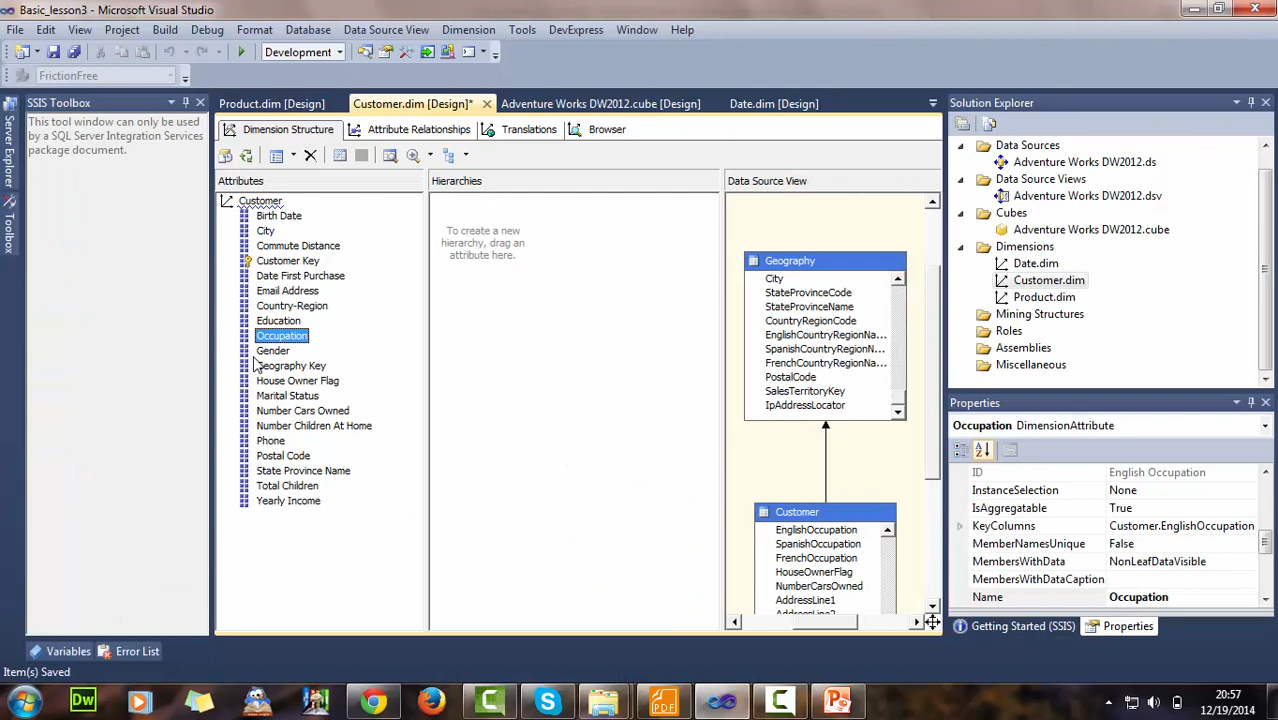 Basic_lesson3 - Microsoft Visual Studio
File Edit View Project Build Debug Format Database Data Source View Dimension Tools DevExpress Window Help
Development
FrictionFree
SSIS Toolbox
This tool window can only be used
by a SQL Server Integration Services
package document.
Server Explorer
Toolbox
Product.dim [Design] Customer.dim [Design]* Adventure Works DW2012.cube [Design] Date.dim [Design]
Dimension Structure Attribute Relationships Translations Browser
Attributes
Customer
Birth Date
City
Commute Distance
Customer Key
Date First Purchase
Email Address
Country-Region
Education
Occupation
Gender
Geography Key
House Owner Flag
Marital Status
Number Cars Owned
Number Children At Home
Phone
Postal Code
State Province Name
Total Children
Yearly Income
Hierarchies
To create a new
hierarchy, drag an
attribute here.
Data Source View
Geography
City
StateProvinceCode
StateProvinceName
CountryRegionCode
EnglishCountryRegionNa...
SpanishCountryRegionN...
FrenchCountryRegionNa...
PostalCode
SalesTerritoryKey
IpAddressLocator
Customer
EnglishOccupation
SpanishOccupation
FrenchOccupation
HouseOwnerFlag
NumberCarsOwned
AddressLine1
AddressLine2
Solution Explorer
Data Sources
Adventure Works DW2012.ds
Data Source Views
Adventure Works DW2012.dsv
Cubes
Adventure Works DW2012.cube
Dimensions
Date.dim
Customer.dim
Product.dim
Mining Structures
Roles
Assemblies
Miscellaneous
Properties
Occupation DimensionAttribute
ID English Occupation
InstanceSelection None
IsAggregatable True
KeyColumns Customer.EnglishOccupation
MemberNamesUnique False
MembersWithData NonLeafDataVisible
MembersWithDataCaption
Name Occupation
Getting Started (SSIS) Properties
Variables Error List
Item(s) Saved
Dw
PDF
20:57
12/19/2014